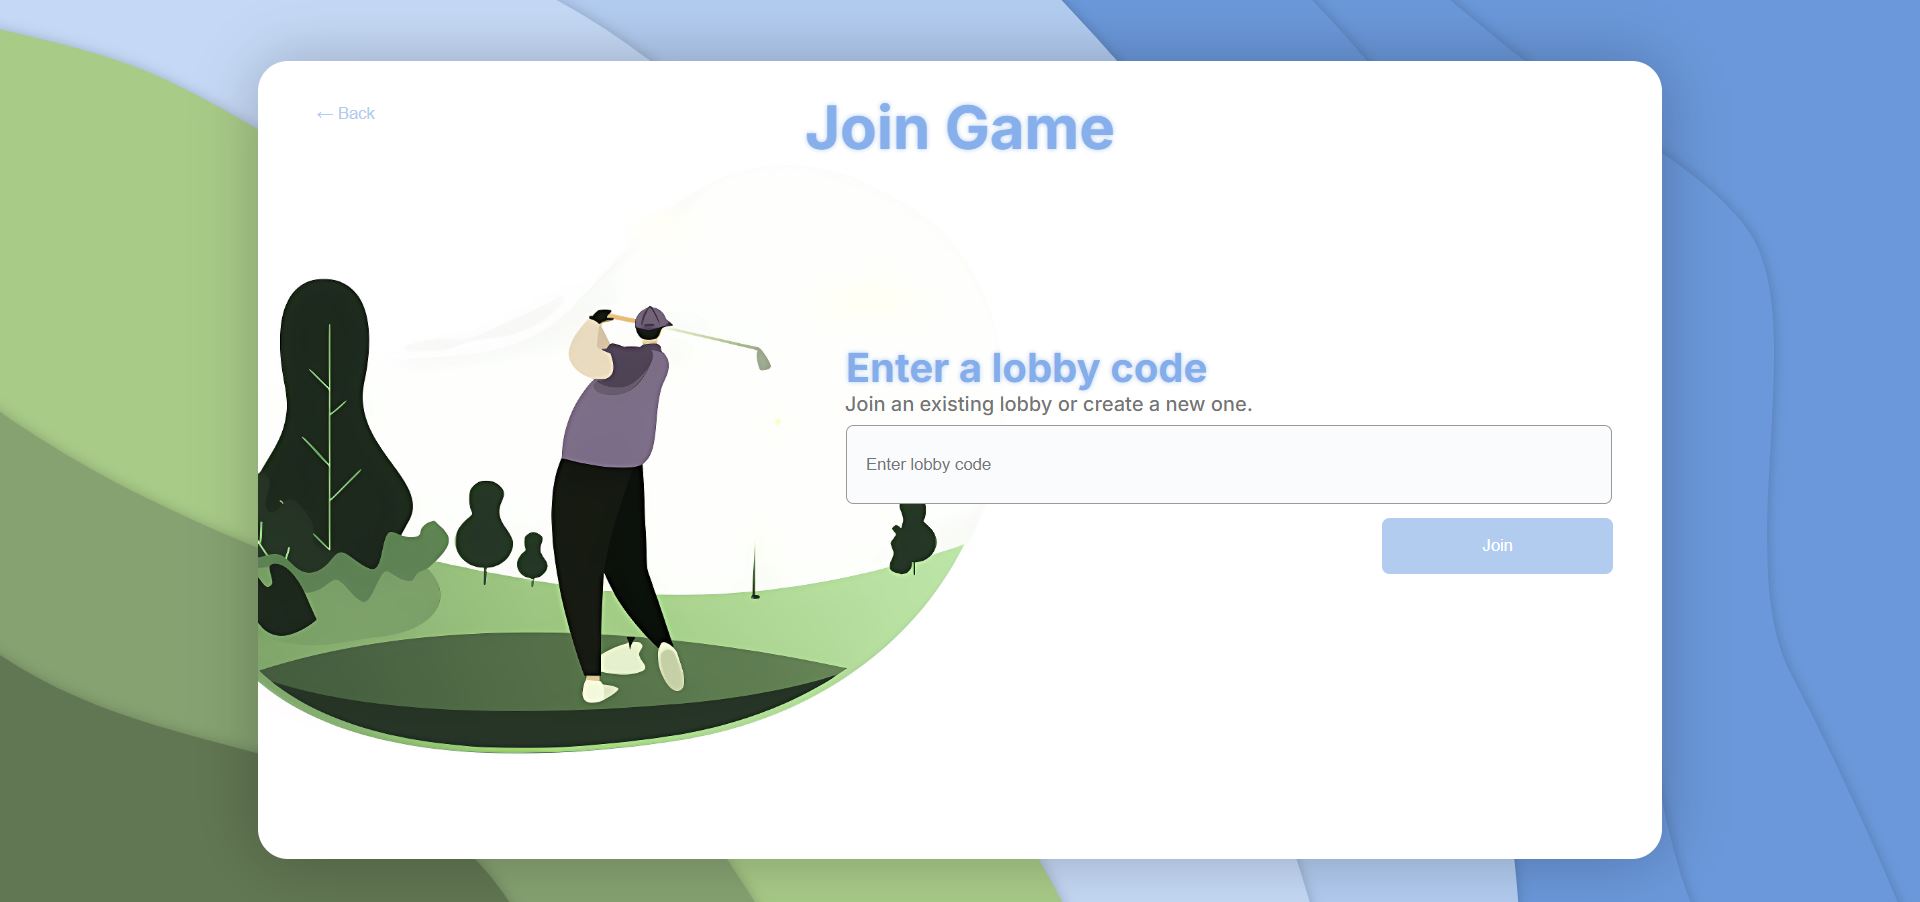 ← Back
Join Game
Enter a lobby code
Join an existing lobby or create a new one.
Enter lobby code
Join